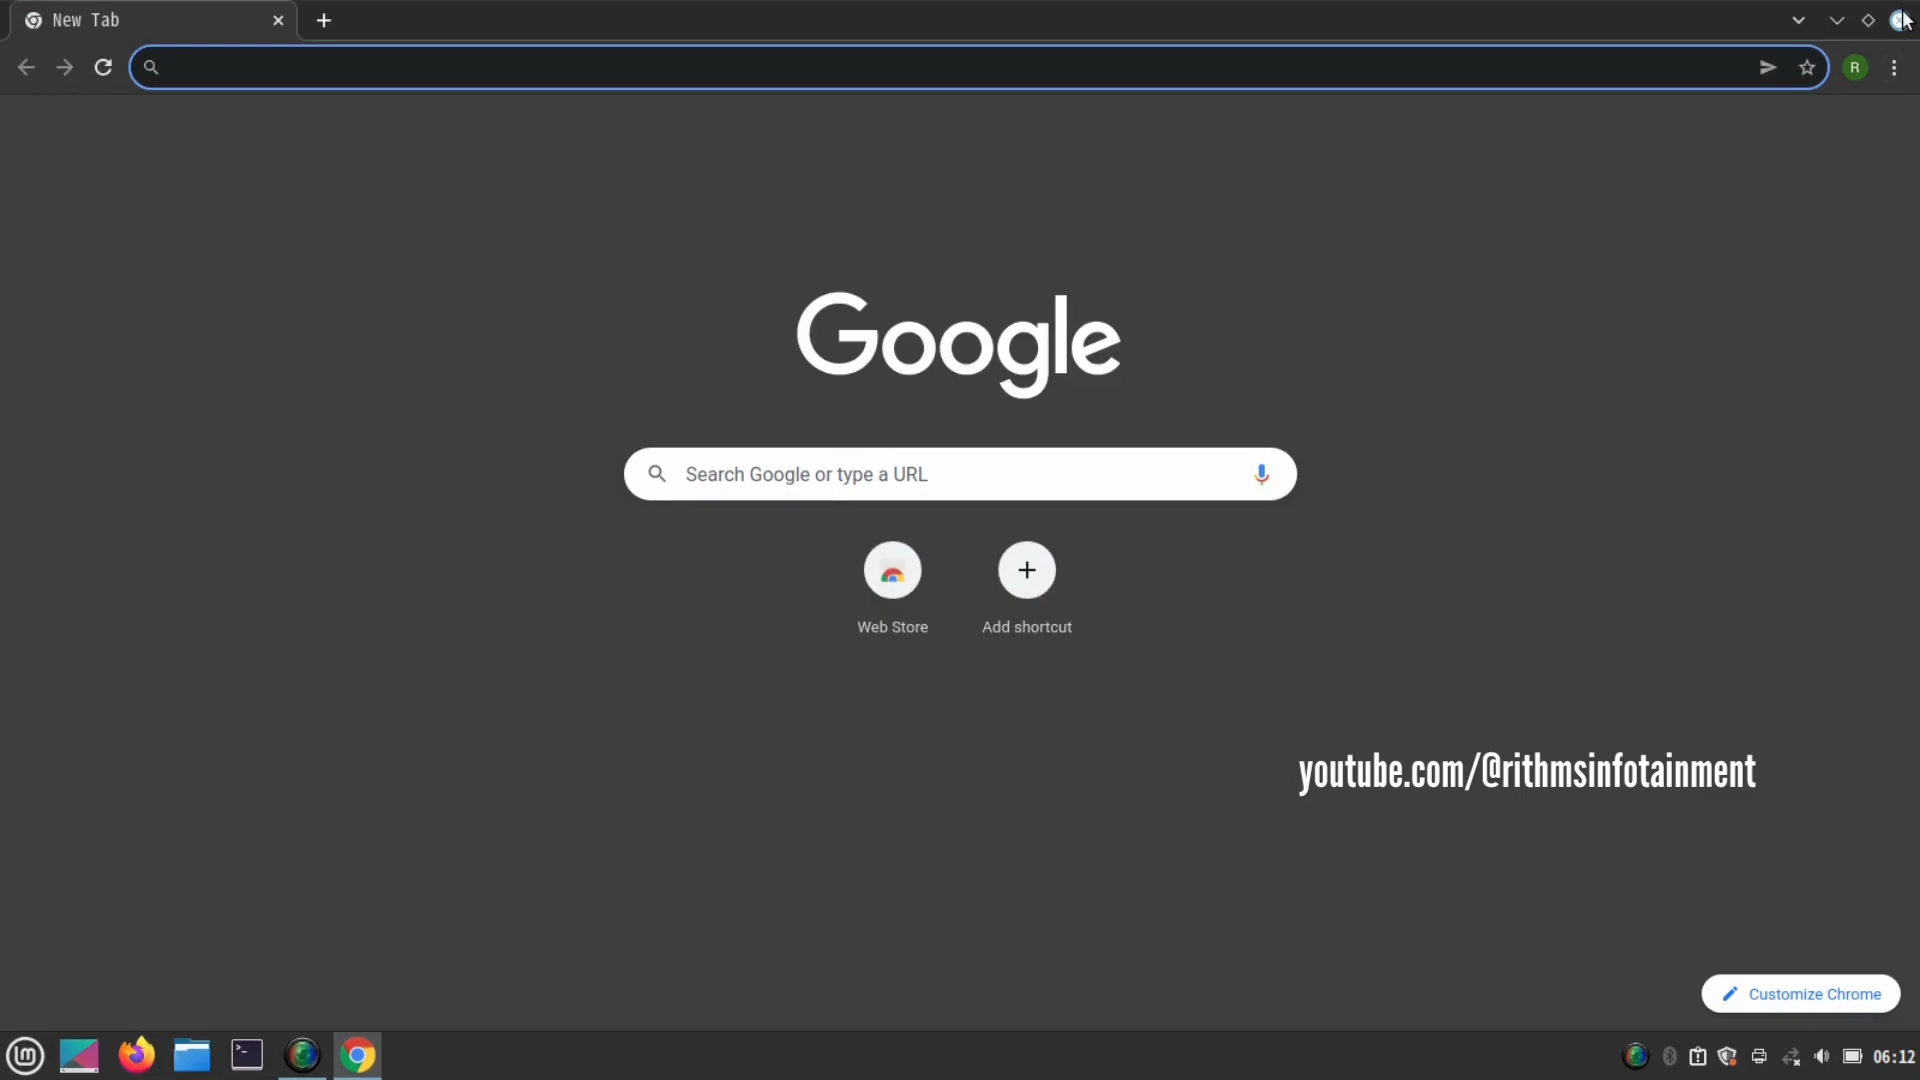 New Tab
R
Google
Search Google or type a URL
Web Store
Add shortcut
youtube.com/@rithmsinfotainment
Customize Chrome
06:12